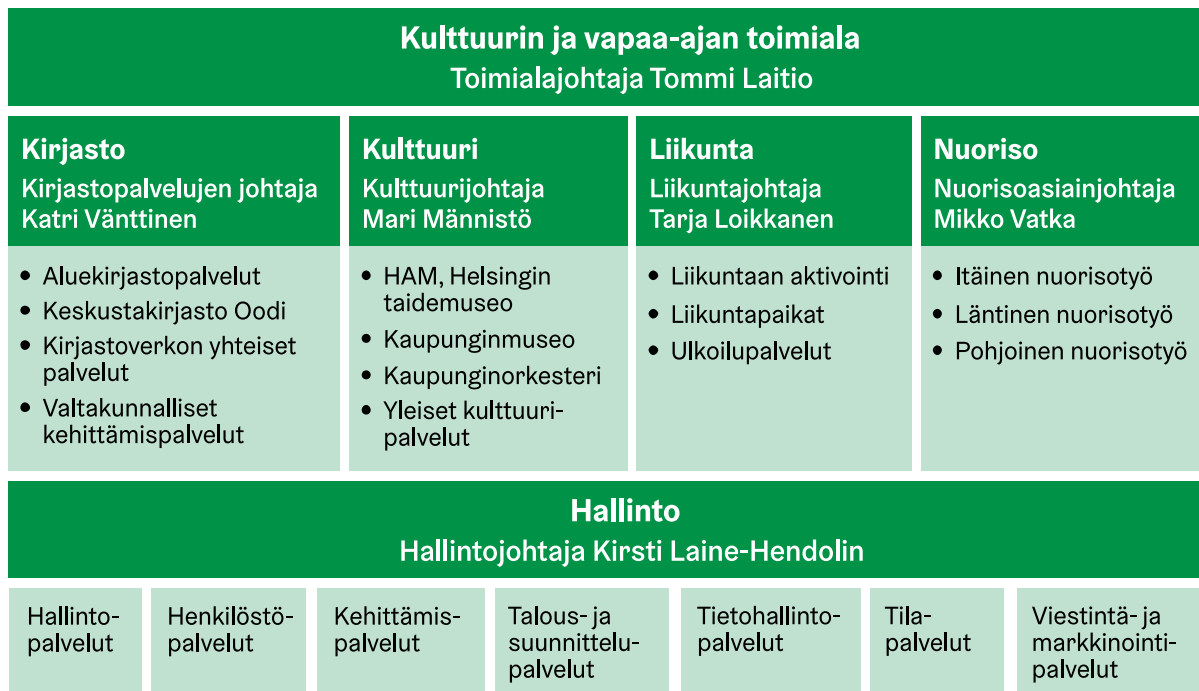 Kulttuurin ja vapaa-ajan toimiala
Toimialajohtaja Tommi Laitio
Kirjasto
Kirjastopalvelujen johtaja
Katri Vänttinen
• Aluekirjastopalvelut
• Keskustakirjasto Oodi
• Kirjastoverkon yhteiset
palvelut
• Valtakunnalliset
kehittämispalvelut
Kulttuuri
Kulttuurijohtaja
Mari Männistö
• HAM, Helsingin
taidemuseo
• Kaupunginmuseo
• Kaupunginorkesteri
• Yleiset kulttuuri-
palvelut
Liikunta
Liikuntajohtaja
Tarja Loikkanen
• Liikuntaan aktivointi
• Liikuntapaikat
• Ulkoilupalvelut
Nuoriso
Nuorisoasiainjohtaja
Mikko Vatka
• Itäinen nuorisotyö
• Läntinen nuorisotyö
• Pohjoinen nuorisotyö
Hallinto
Hallintojohtaja Kirsti Laine-Hendolin
Hallinto-
palvelut
Henkilöstö-
palvelut
Kehittämis-
palvelut
Talous- ja
suunnittelu-
palvelut
Tietohallinto-
palvelut
Tila-
palvelut
Viestintä- ja
markkinointi-
palvelut